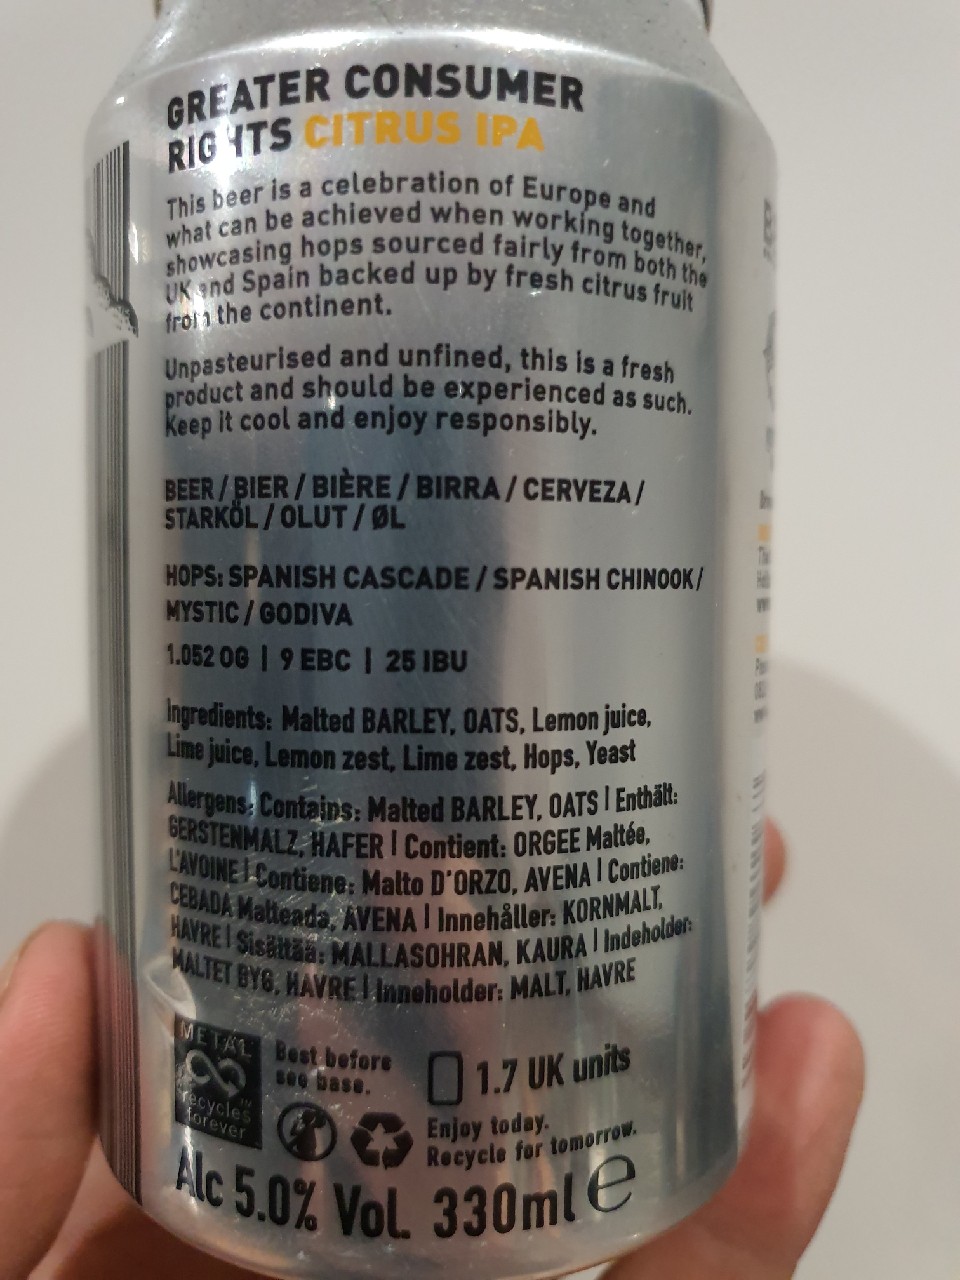 GREATER CONSUMER
RIGHTS CITRUS IPA
This beer is a celebration of Europe and
what can be achieved when working together,
showcasing hops sourced fairly from both the
UK and Spain backed up by fresh citrus fruit
from the continent.
Unpasteurised and unfined, this is a fresh
product and should be experienced as such.
Keep it cool and enjoy responsibly.
BEER / BIER / BIÈRE / BIRRA / CERVEZA /
STARKÖL / OLUT / ØL
HOPS: SPANISH CASCADE / SPANISH CHINOOK /
MYSTIC / GODIVA
1.052 OG | 9 EBC | 25 IBU
Ingredients: Malted BARLEY, OATS, Lemon juice,
Lime juice, Lemon zest, Lime zest, Hops, Yeast
Allergens: Contains: Malted BARLEY, OATS | Enthält:
GERSTENMALZ, HAFER | Contient: ORGEE Maltée,
L'AVOINE | Contiene: Malto D'ORZO, AVENA | Contiene:
CEBADA Malteada, AVENA | Innehåller: KORNMALT,
HAVRE | Sisältää: MALLASOHRAN, KAURA | Indeholder:
MALTET BYG, HAVRE | Inneholder: MALT, HAVRE
METAL
recycles
forever
Best before
see base.
1.7 UK units
Enjoy today.
Recycle for tomorrow.
Alc 5.0% Vol. 330ml e